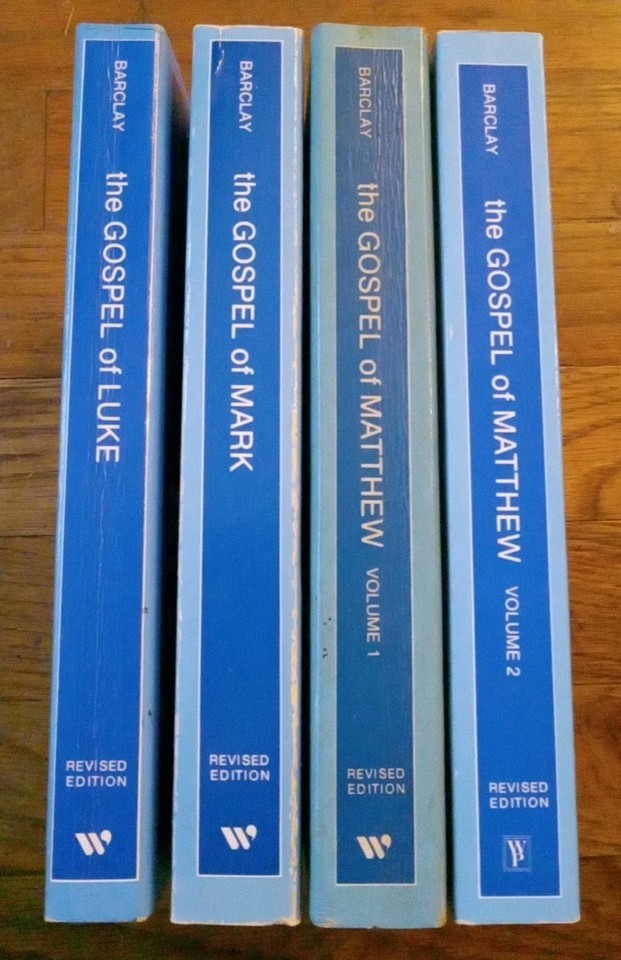 BARCLAY
the GOSPEL of LUKE
REVISED
EDITION
BARCLAY
the GOSPEL of MARK
REVISED
EDITION
BARCLAY
the GOSPEL of MATTHEW VOLUME 1
REVISED
EDITION
BARCLAY
the GOSPEL of MATTHEW VOLUME 2
REVISED
EDITION